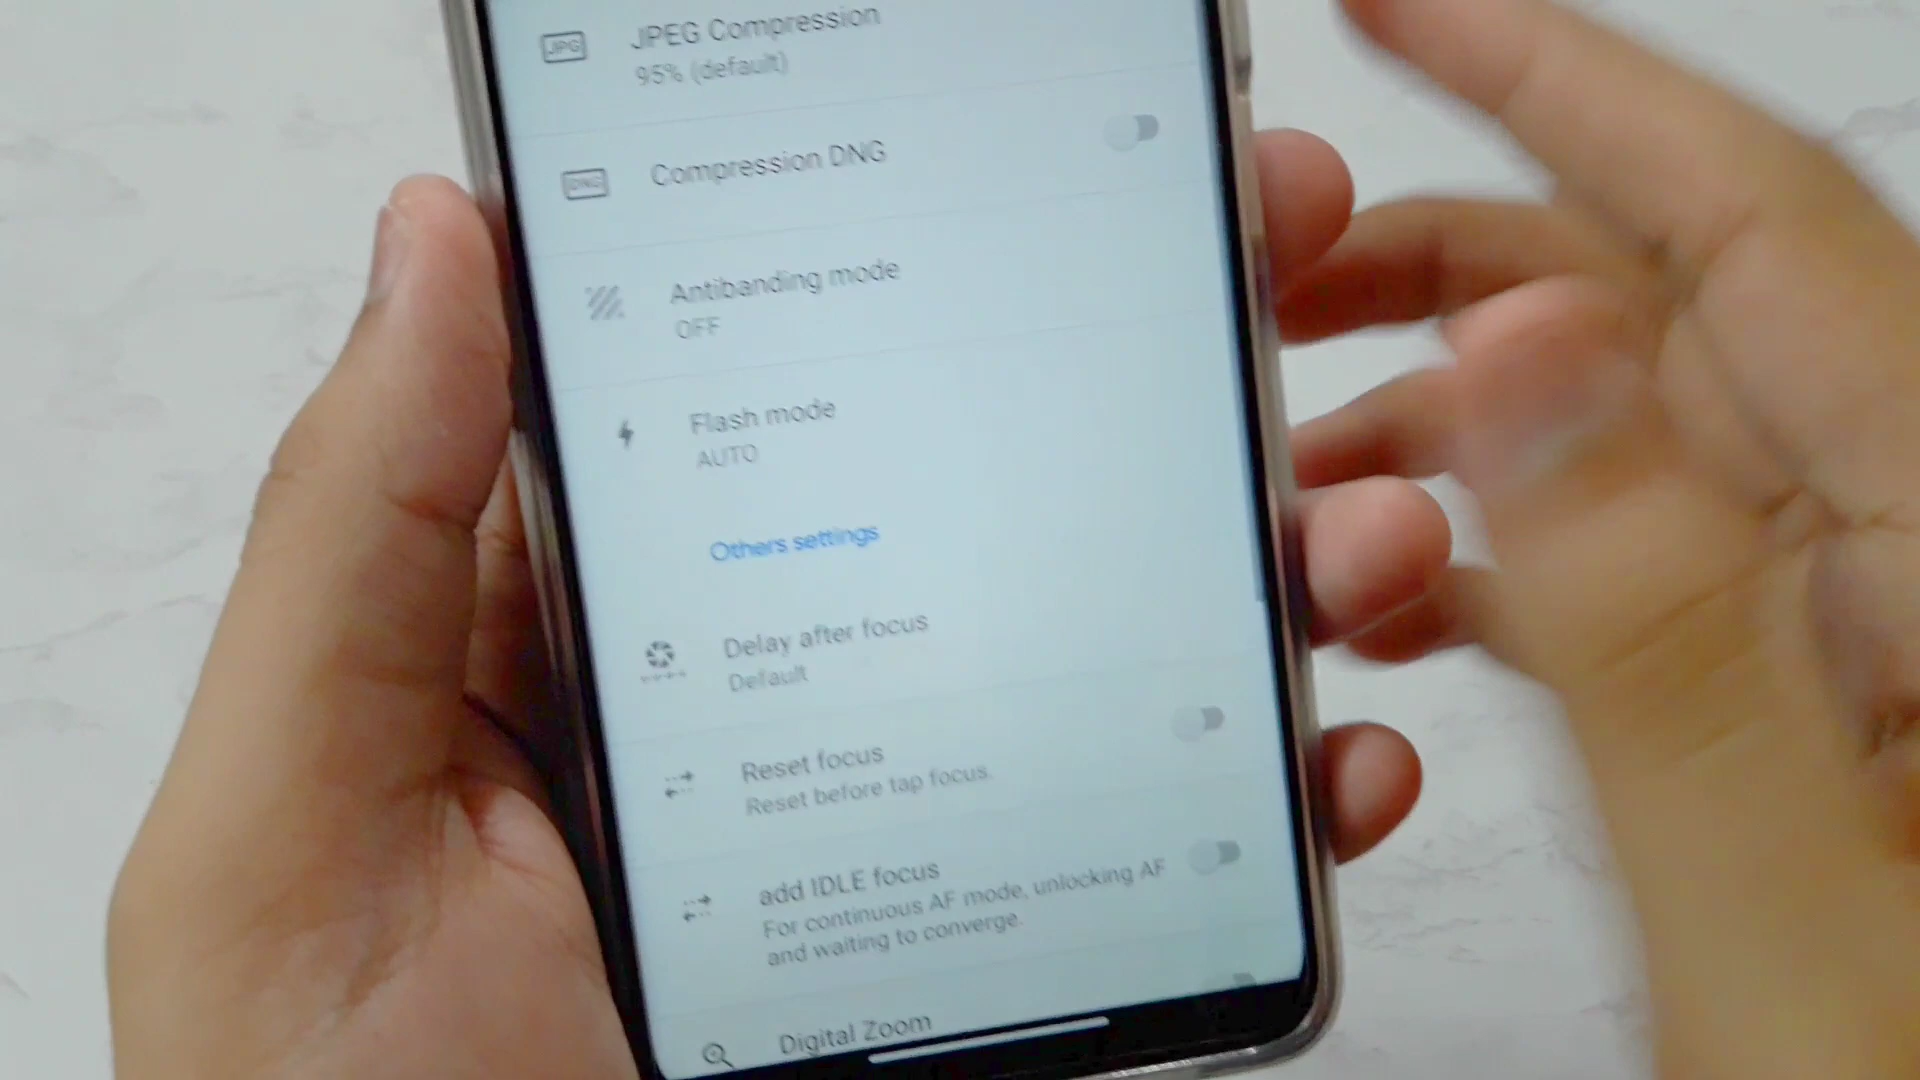 JPG
JPEG Compression
95% (default)
DNG
Compression DNG
Antibanding mode
OFF
Flash mode
AUTO
Others settings
Delay after focus
Default
Reset focus
Reset before tap focus.
add IDLE focus
For continuous AF mode, unlocking AF
and waiting to converge.
Digital Zoom